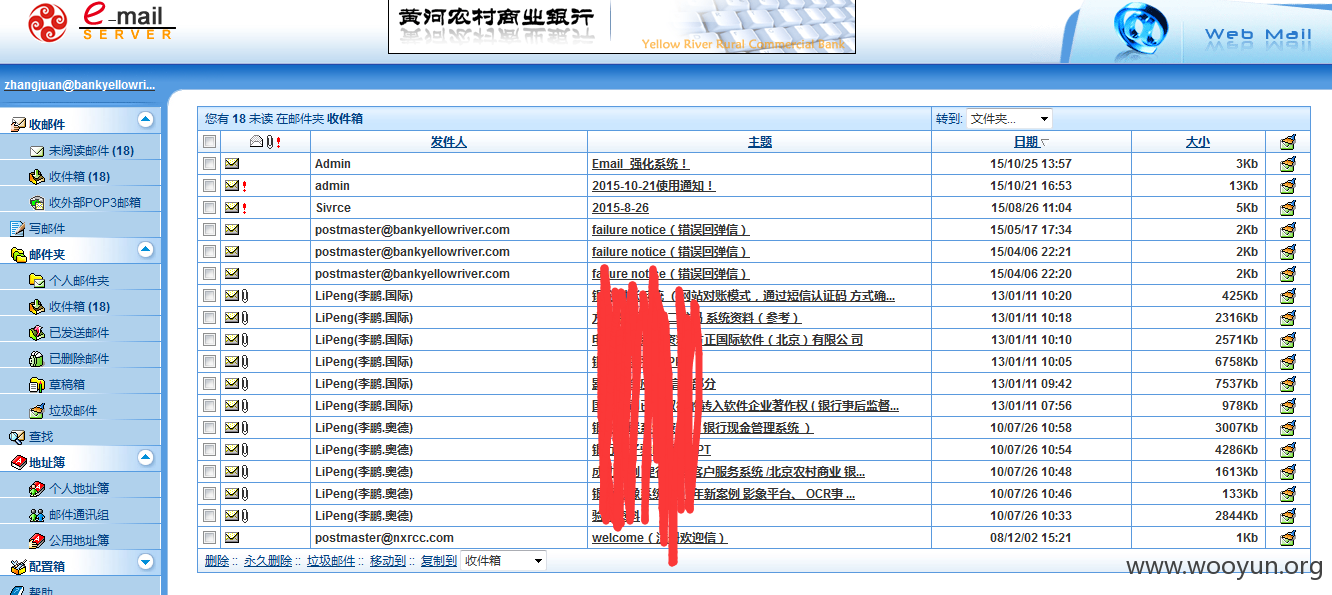 e-mail
SERVER
黄河农村商业銀行
Yellow River Rural Commercial Bank
Web Mail
zhangjuan@bankyellowri...
收邮件
未阅读邮件 (18)
收件箱 (18)
收外部POP3邮箱
写邮件
邮件夹
个人邮件夹
收件箱 (18)
已发送邮件
已删除邮件
草稿箱
垃圾邮件
查找
地址簿
个人地址簿
邮件通讯组
公用地址簿
配置箱
帮助
您有 18 未读 在邮件夹 收件箱 转到: 文件夹...
发件人 主题 日期 大小
Admin Email 强化系统！ 15/10/25 13:57 3Kb
admin 2015-10-21使用通知！ 15/10/21 16:53 13Kb
Sivrce 2015-8-26 15/08/26 11:04 5Kb
postmaster@bankyellowriver.com failure notice（错误回弹信） 15/05/17 17:34 2Kb
postmaster@bankyellowriver.com failure notice（错误回弹信） 15/04/06 22:21 2Kb
postmaster@bankyellowriver.com failure notice（错误回弹信） 15/04/06 22:20 2Kb
LiPeng(李鹏.国际) 网站对账模式，通过短信认证码 方式确... 13/01/11 10:20 425Kb
LiPeng(李鹏.国际) 系统资料（参考） 13/01/11 10:18 2316Kb
LiPeng(李鹏.国际) 正国际软件（北京）有限公 司 13/01/11 10:10 2571Kb
LiPeng(李鹏.国际) 13/01/11 10:05 6758Kb
LiPeng(李鹏.国际) 部分 13/01/11 09:42 7537Kb
LiPeng(李鹏.国际) 转入软件企业著作权 ( 银行事后监督... 13/01/11 07:56 978Kb
LiPeng(李鹏.奥德) 银行现金管理系统 ） 10/07/26 10:58 3007Kb
LiPeng(李鹏.奥德) PT 10/07/26 10:54 4286Kb
LiPeng(李鹏.奥德) 客户服务系统 /北京农村商业 银... 10/07/26 10:48 1613Kb
LiPeng(李鹏.奥德) 年新案例 影象平台、 OCR事 ... 10/07/26 10:46 133Kb
LiPeng(李鹏.奥德) 10/07/26 10:33 2844Kb
postmaster@nxrcc.com welcome（ 欢迎信） 08/12/02 15:21 1Kb
删除 :: 永久删除 :: 垃圾邮件 :: 移动到 :: 复制到 收件箱
www.wooyun.org